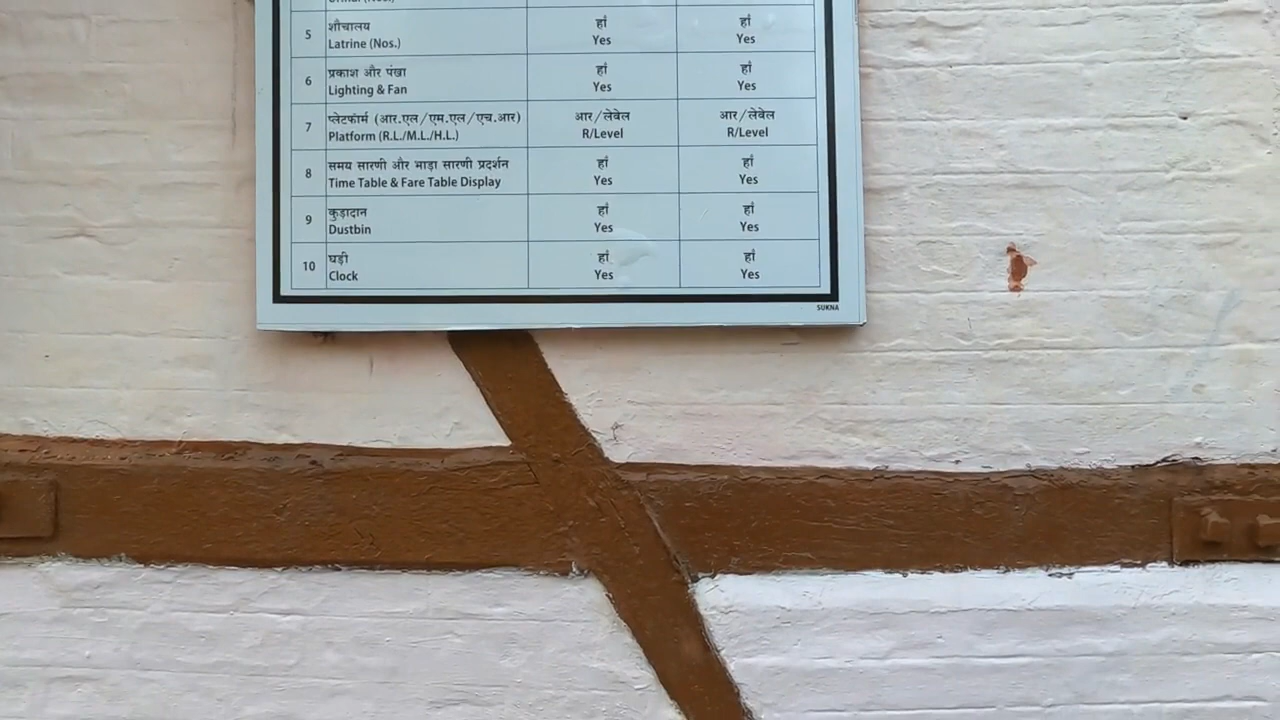 5 शौचालय हाँ हाँ
Latrine (Nos.) Yes Yes
6 प्रकाश और पंखा हाँ हाँ
Lighting & Fan Yes Yes
7 प्लेटफार्म (आर.एल/एम.एल/एच.आर) आर/लेवेल आर/लेवेल
Platform (R.L./M.L./H.L.) R/Level R/Level
8 समय सारणी और भाड़ा सारणी प्रदर्शन हाँ हाँ
Time Table & Fare Table Display Yes Yes
9 कुड़ादान हाँ हाँ
Dustbin Yes Yes
10 घड़ी हाँ हाँ
Clock Yes Yes
SUKNA